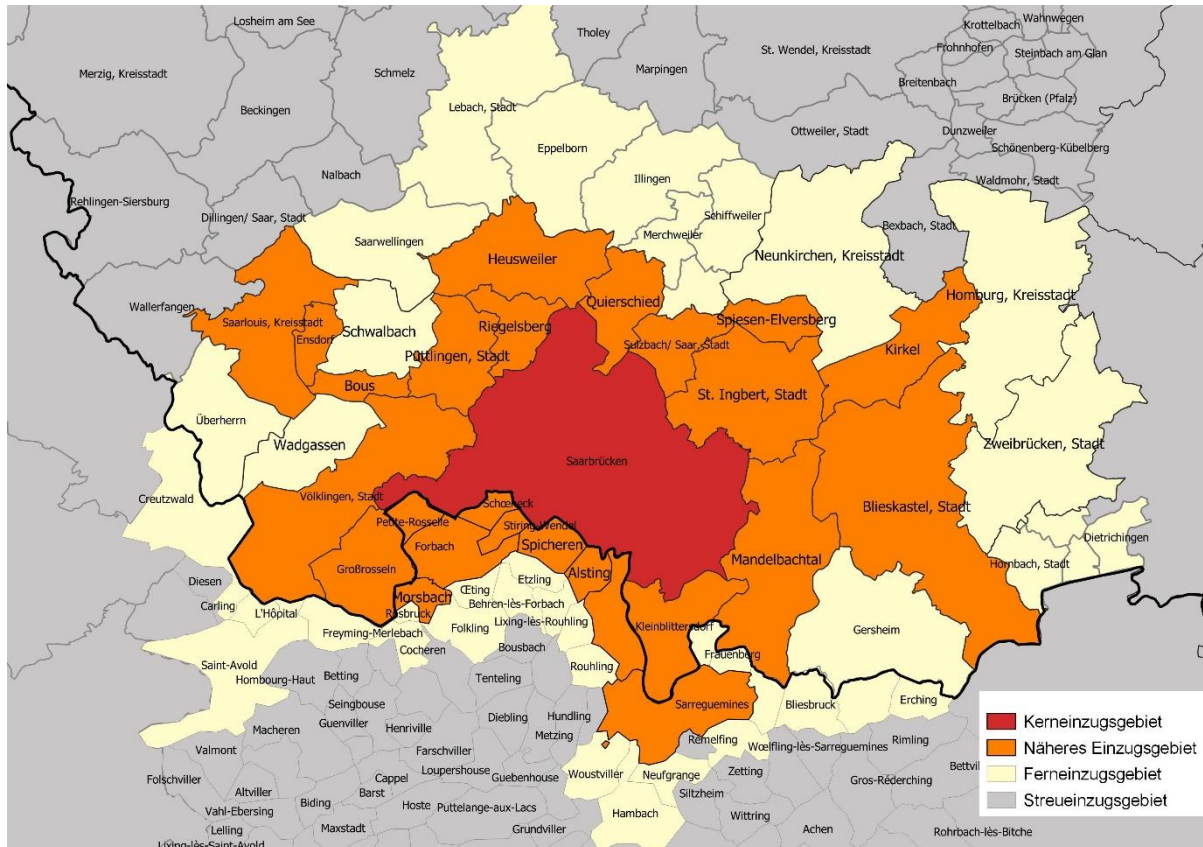 Losheim am See
Krottelbach
Wahnwegen
Tholey
St. Wendel, Kreisstadt
Frohnhofen
Steinbach am Glan
Merzig, Kreisstadt
Schmelz
Marpingen
Breitenbach
Beckingen
Lebach, Stadt
Brücken (Pfalz)
Ottweiler, Stadt
Dunzweiler
Eppelborn
Schönenberg-Kübelberg
Nalbach
Illingen
Waldmohr, Stadt
Rehlingen-Siersburg
Dillingen/ Saar, Stadt
Schiffweiler
Bexbach, Stadt
Saarwellingen
Merchweiler
Neunkirchen, Kreisstadt
Heusweiler
Wallerfangen
Quierschied
Homburg, Kreisstadt
Saarlouis, Kreisstadt
Schwalbach
Riegelsberg
Spiesen-Elversberg
Ensdorf
Püttlingen, Stadt
Sulzbach/ Saar, Stadt
Kirkel
Bous
St. Ingbert, Stadt
Überherrn
Wadgassen
Zweibrücken, Stadt
Saarbrücken
Creutzwald
Völklingen, Stadt
Schœneck
Blieskastel, Stadt
Petite-Rosselle
Stiring-Wendel
Dietrichingen
Forbach
Spicheren
Mandelbachtal
Hornbach, Stadt
Großrosseln
Alsting
Diesen
Etzling
Œting
Morsbach
Carling
L'Hôpital
Rosbruck
Behren-lès-Forbach
Lixing-lès-Rouhling
Kleinblittersdorf
Gersheim
Freyming-Merlebach
Folkling
Cocheren
Bousbach
Frauenberg
Saint-Avold
Rouhling
Hombourg-Haut
Betting
Tenteling
Seingbouse
Sarreguemines
Bliesbruck
Erching
Guenviller
Diebling
Hundling
Macheren
Henriville
Metzing
Remelfing
Rimling
Valmont
Farschviller
Wœlfling-lès-Sarreguemines
Folschviller
Cappel
Loupershouse
Guebenhouse
Woustviller
Neufgrange
Zetting
Gros-Réderching
Bettvi
Altviller
Barst
Siltzheim
Vahl-Ebersing
Biding
Hoste
Puttelange-aux-Lacs
Hambach
Wittring
Lelling
Maxstadt
Grundviller
Achen
Rohrbach-lès-Bitche
Lixing-lès-Saint-Avold
Kerneinzugsgebiet
Näheres Einzugsgebiet
Ferneinzugsgebiet
Streueinzugsgebiet